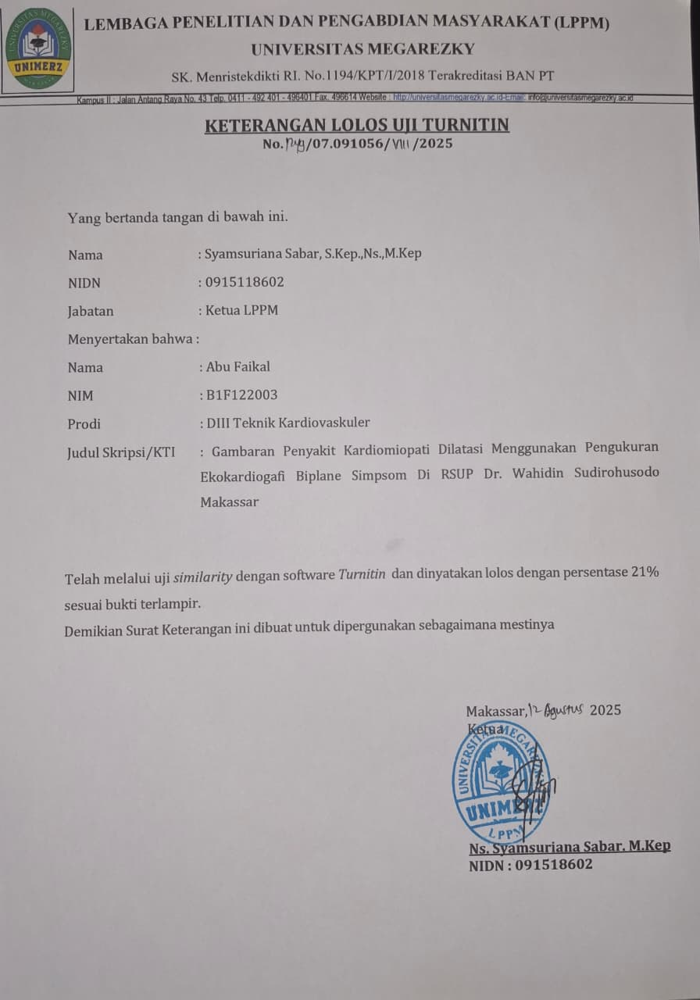 LEMBAGA PENELITIAN DAN PENGABDIAN MASYARAKAT (LPPM)
UNIVERSITAS MEGAREZKY
SK. Menristekdikti RI. No.1194/KPT/I/2018 Terakreditasi BAN PT
UNIVERSITAS MEGAREZKY
UNIMERZ
Kampus II : Jalan Antang Raya No. 43 Telp. 0411 - 492 401 - 496401 Fax. 496614 Website : http://universitasmegarezky.ac.id-Email: info@universitasmegarezky.ac.id
KETERANGAN LOLOS UJI TURNITIN
No. /07.091056/VIII/2025
Yang bertanda tangan di bawah ini.
Nama : Syamsuriana Sabar, S.Kep.,Ns.,M.Kep
NIDN : 0915118602
Jabatan : Ketua LPPM
Menyertakan bahwa :
Nama : Abu Faikal
NIM : B1F122003
Prodi : DIII Teknik Kardiovaskuler
Judul Skripsi/KTI : Gambaran Penyakit Kardiomiopati Dilatasi Menggunakan Pengukuran
Ekokardiogafi Biplane Simpsom Di RSUP Dr. Wahidin Sudirohusodo
Makassar
Telah melalui uji similarity dengan software Turnitin dan dinyatakan lolos dengan persentase 21%
sesuai bukti terlampir.
Demikian Surat Keterangan ini dibuat untuk dipergunakan sebagaimana mestinya
Makassar, 12 Agustus 2025
Ketua
UNIVERSITAS MEGAREZKY
UNIMERZ
LPPM
Ns. Syamsuriana Sabar. M.Kep
NIDN : 091518602